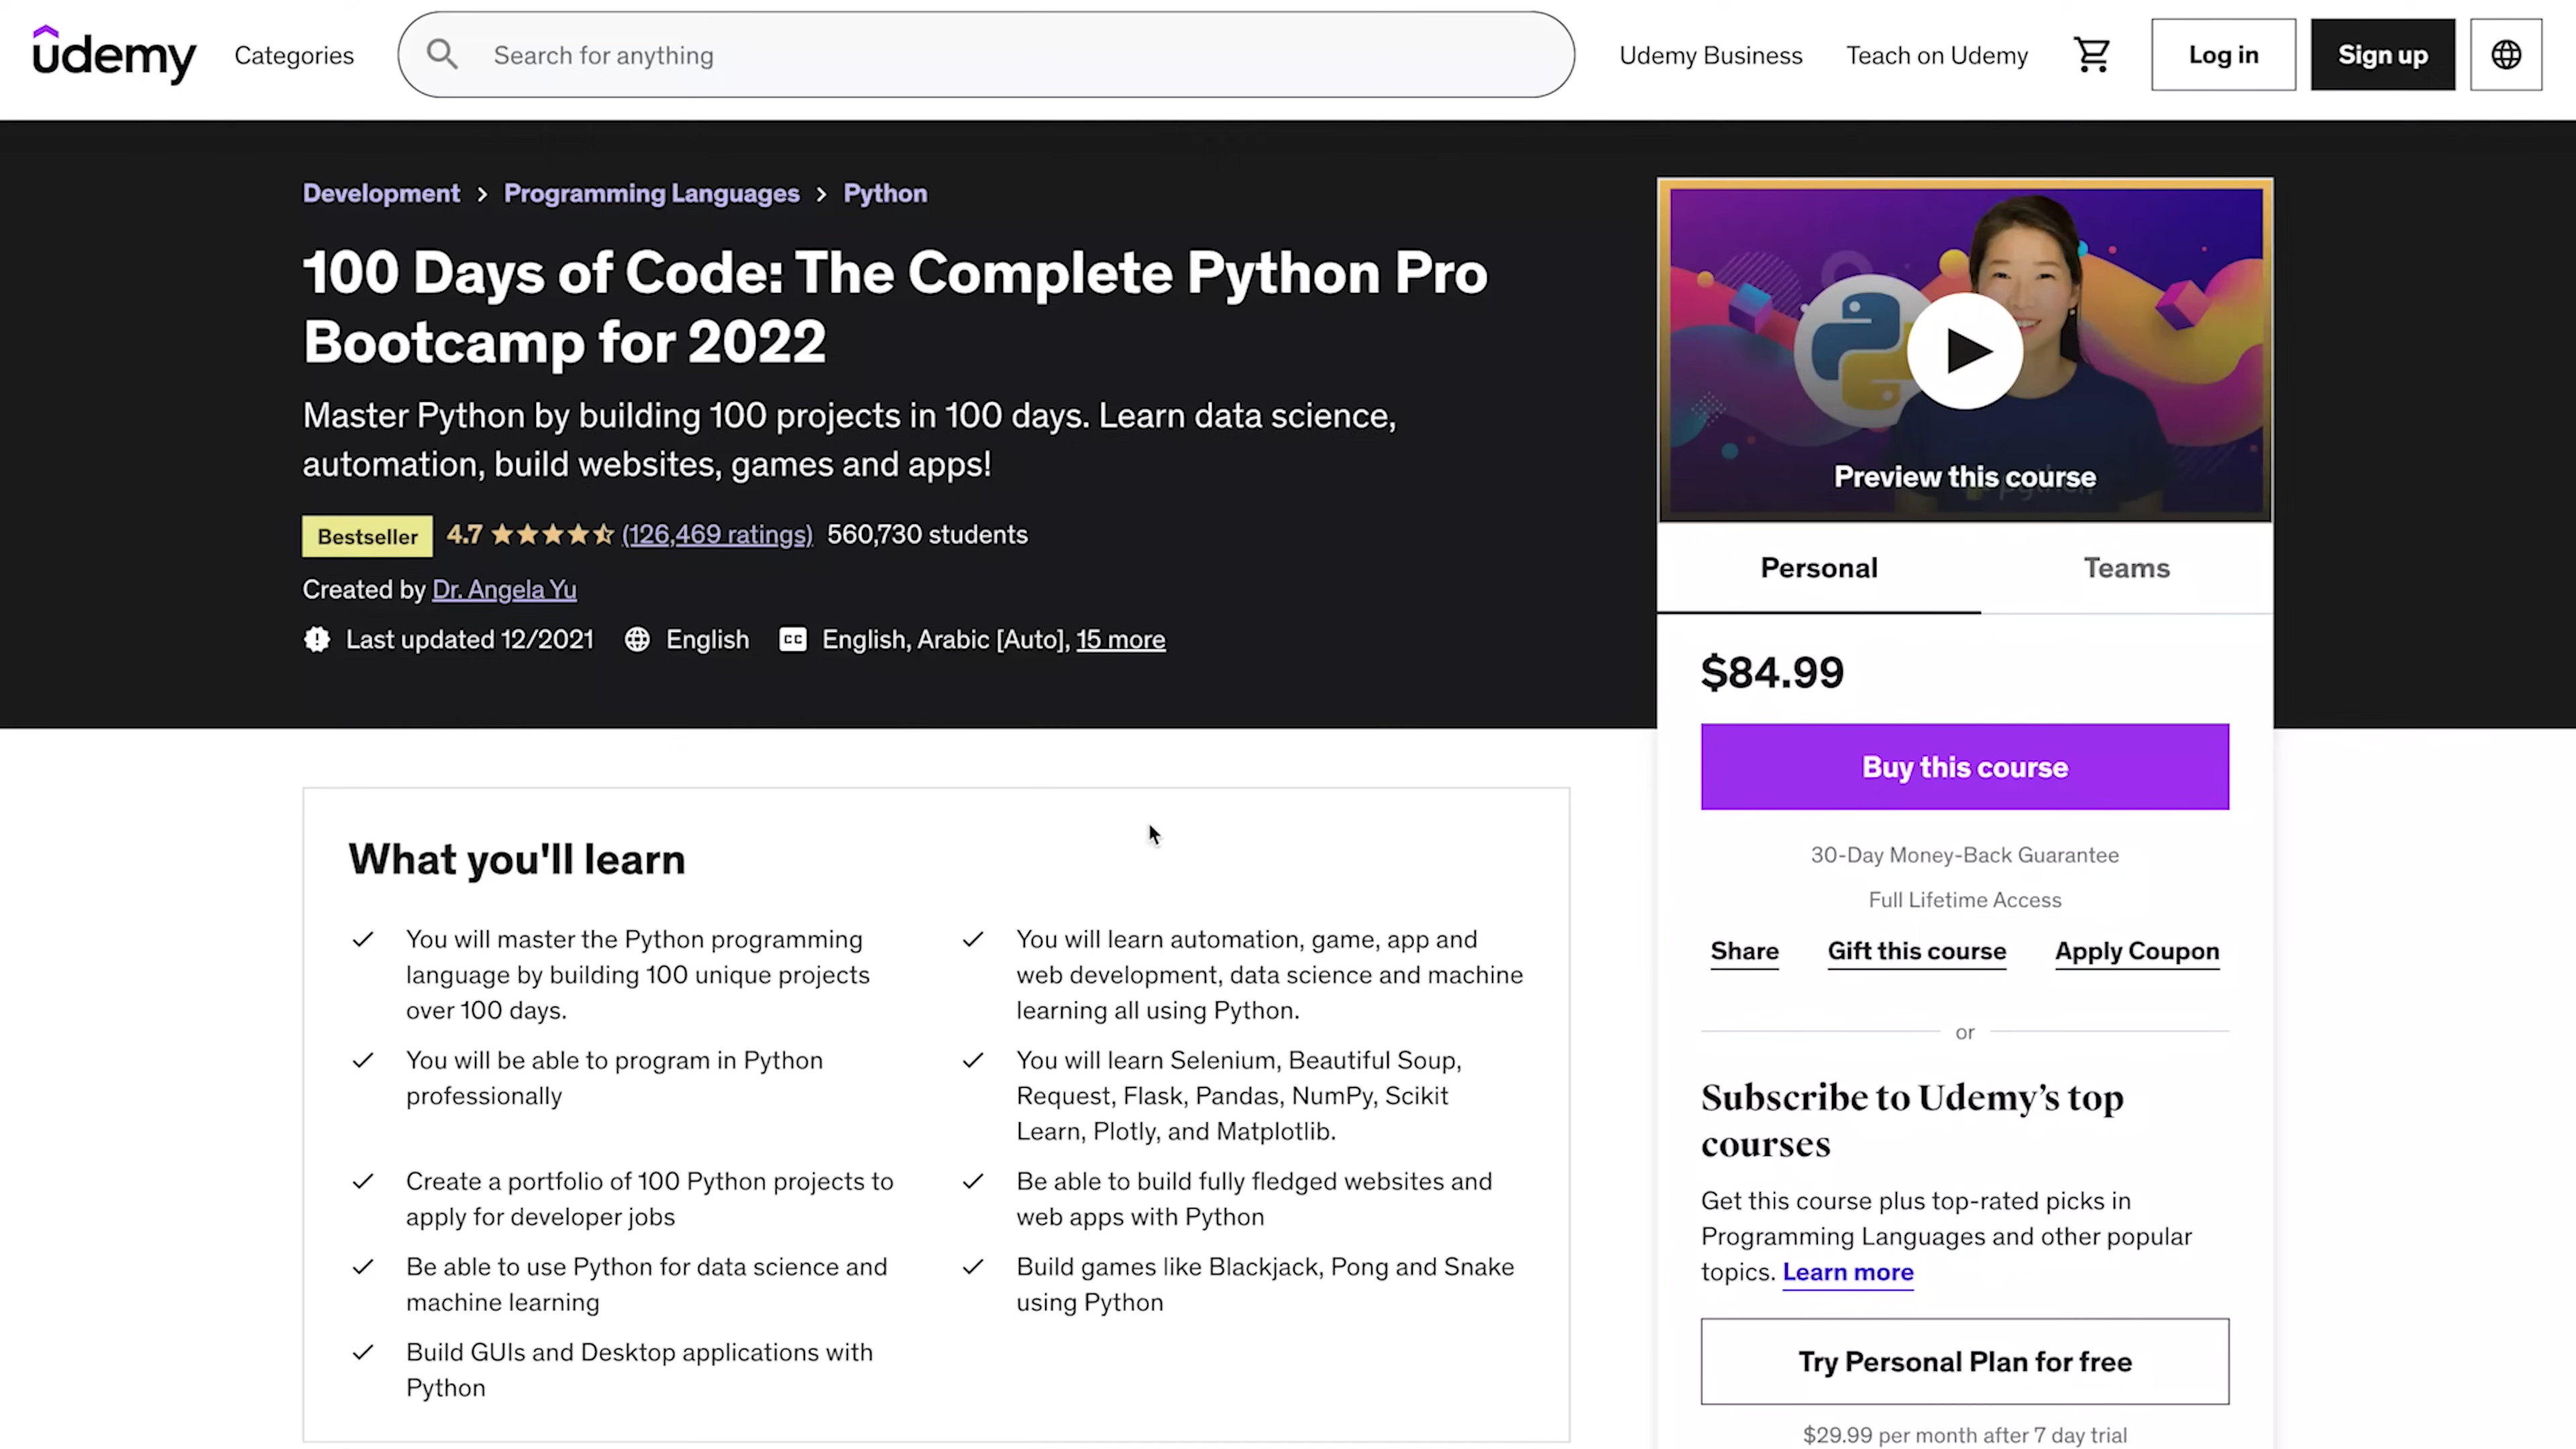 udemy
Categories
Search for anything
Udemy Business
Teach on Udemy
Log in
Sign up
Development > Programming Languages > Python
100 Days of Code: The Complete Python Pro
Bootcamp for 2022
Master Python by building 100 projects in 100 days. Learn data science,
automation, build websites, games and apps!
Bestseller 4.7 (126,469 ratings) 560,730 students
Created by Dr. Angela Yu
Last updated 12/2021 English CC English, Arabic [Auto], 15 more
Preview this course
Personal
Teams
$84.99
Buy this course
30-Day Money-Back Guarantee
Full Lifetime Access
Share
Gift this course
Apply Coupon
or
Subscribe to Udemy's top
courses
Get this course plus top-rated picks in
Programming Languages and other popular
topics. Learn more
Try Personal Plan for free
$29.99 per month after 7 day trial
What you'll learn
You will master the Python programming
language by building 100 unique projects
over 100 days.
You will be able to program in Python
professionally
Create a portfolio of 100 Python projects to
apply for developer jobs
Be able to use Python for data science and
machine learning
Build GUIs and Desktop applications with
Python
You will learn automation, game, app and
web development, data science and machine
learning all using Python.
You will learn Selenium, Beautiful Soup,
Request, Flask, Pandas, NumPy, Scikit
Learn, Plotly, and Matplotlib.
Be able to build fully fledged websites and
web apps with Python
Build games like Blackjack, Pong and Snake
using Python